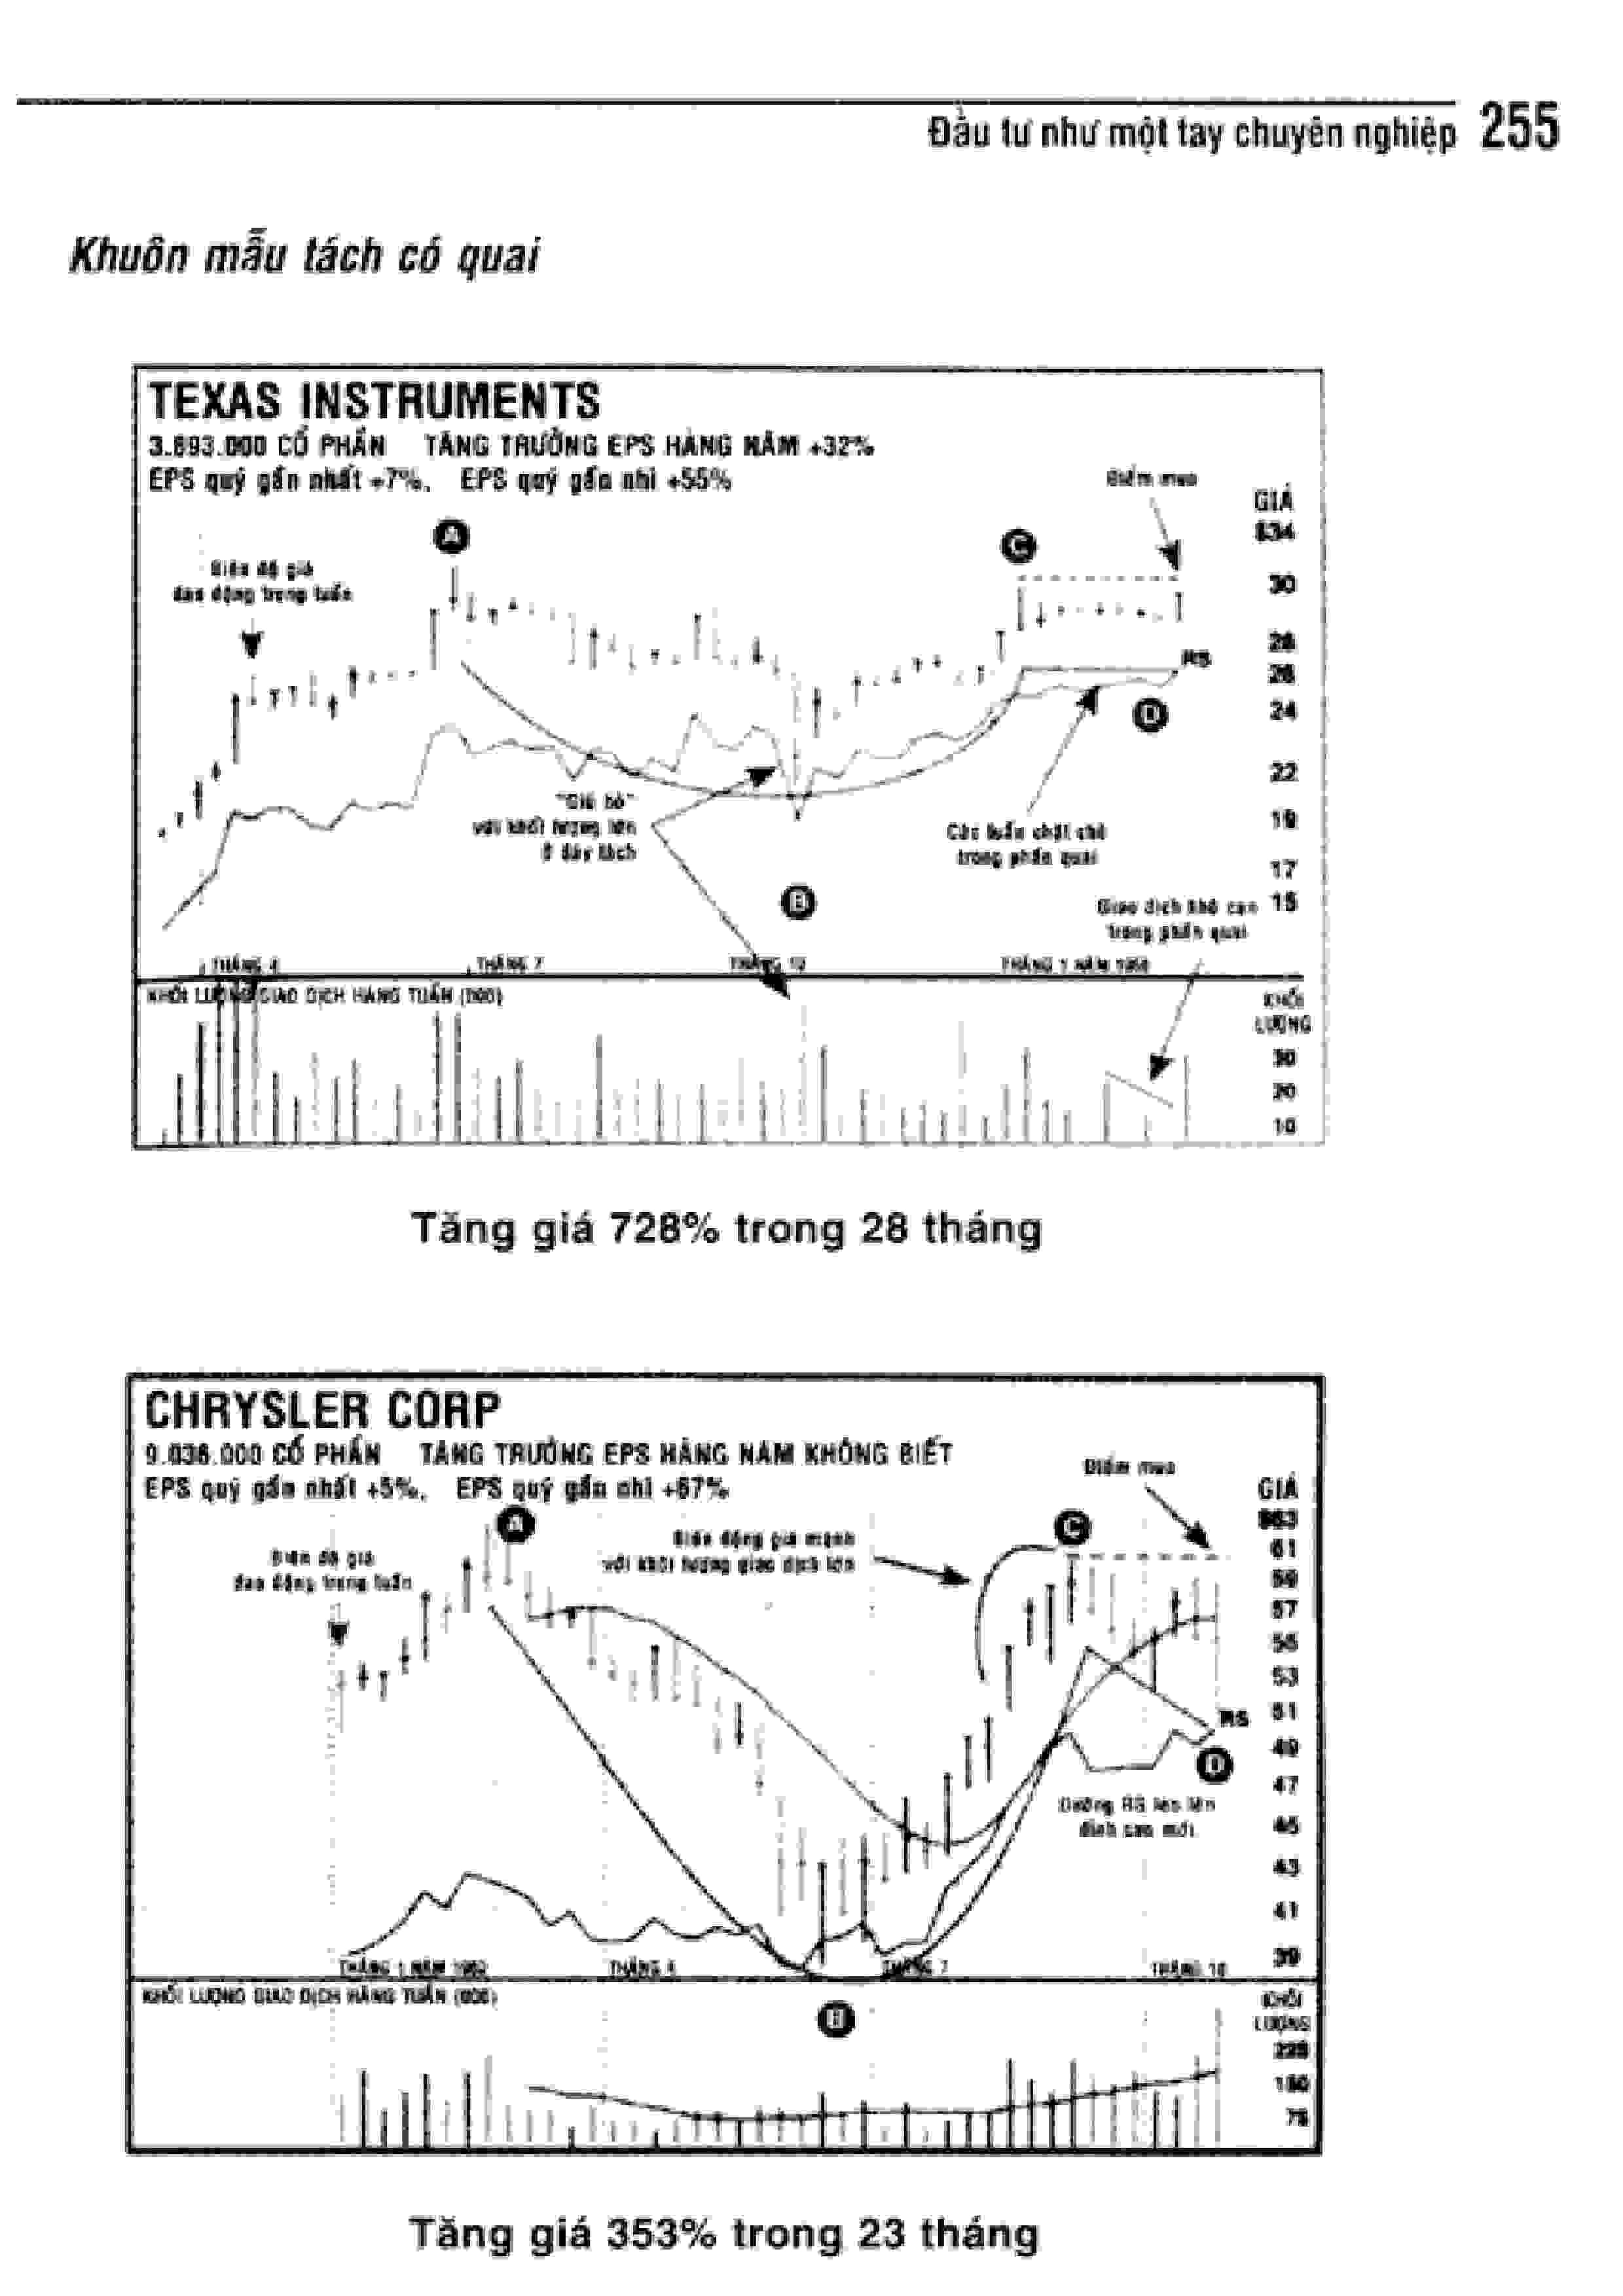 Đầu tư như một tay chuyên nghiệp 255
Khuôn mẫu tách có quai
TEXAS INSTRUMENTS
3.893.000 CỔ PHẦN TĂNG TRƯỞNG EPS HÀNG NĂM +32%
EPS quý gần nhất +7%, EPS quý gần nhì +55%
Điểm mua
GIÁ
$34
A
C
Biên độ giá
dao động trong tuần
30
28
RS
26
24
D
22
"Giũ bỏ"
với khối lượng lớn
ở đáy tách
19
Các tuần chặt chẽ
trong phần quai
17
B
Giao dịch khô cạn
trong phần quai
15
THÁNG 4 THÁNG 7 THÁNG 10 THÁNG 1 NĂM 1958
KHỐI LƯỢNG GIAO DỊCH HÀNG TUẦN (000)
KHỐI
LƯỢNG
20
10
Tăng giá 728% trong 28 tháng
CHRYSLER CORP
9.036.000 CỔ PHẦN TĂNG TRƯỞNG EPS HÀNG NĂM KHÔNG BIẾT
EPS quý gần nhất +5%, EPS quý gần nhì +67%
Điểm mua
GIÁ
$63
A
C
Biến động giá mạnh
với khối lượng giao dịch lớn
61
Biên độ giá
dao động trong tuần
59
57
55
53
51
RS
49
D
47
Đường RS lên
đỉnh cao mới
45
43
41
39
THÁNG 1 NĂM 1962 THÁNG 4 THÁNG 7 THÁNG 10
KHỐI LƯỢNG GIAO DỊCH HÀNG TUẦN (000)
KHỐI
LƯỢNG
B
225
150
75
Tăng giá 353% trong 23 tháng